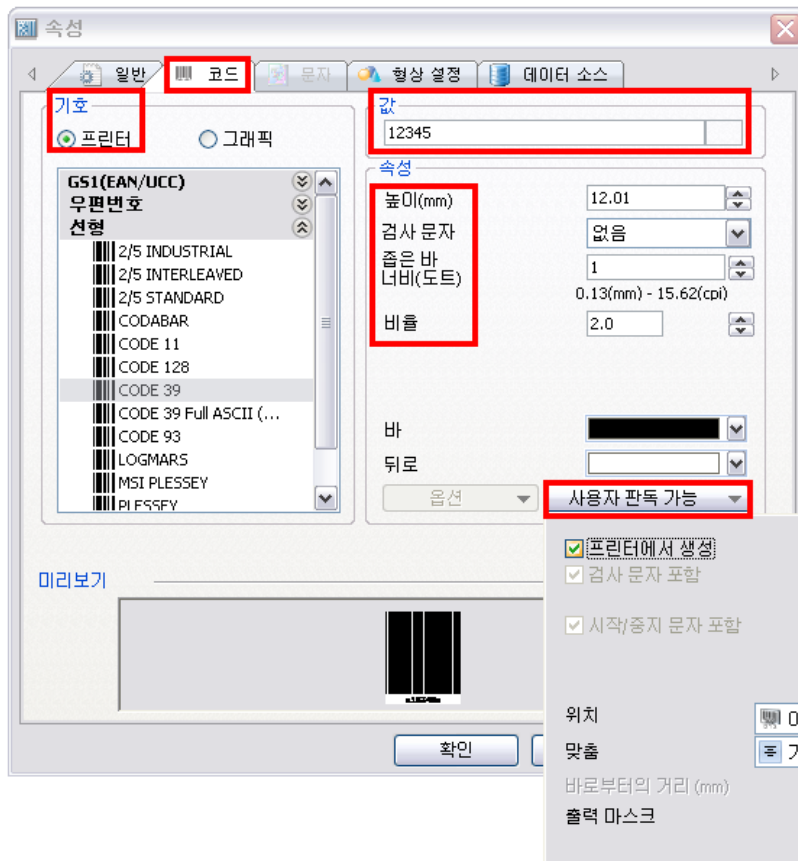 속성
일반 코드 문자 형상 설정 데이터 소스
기호
프린터 그래픽
GS1(EAN/UCC)
우편번호
선형
2/5 INDUSTRIAL
2/5 INTERLEAVED
2/5 STANDARD
CODABAR
CODE 11
CODE 128
CODE 39
CODE 39 Full ASCII (...
CODE 93
LOGMARS
MSI PLESSEY
PLESSEY
값
12345
속성
높이(mm) 12.01
검사 문자 없음
좁은 바
너비(도트) 1
0.13(mm) - 15.62(cpi)
비율 2.0
바
뒤로
옵션 사용자 판독 가능
프린터에서 생성
검사 문자 포함
시작/중지 문자 포함
위치
맞춤
바로부터의 거리 (mm)
출력 마스크
미리보기
확인